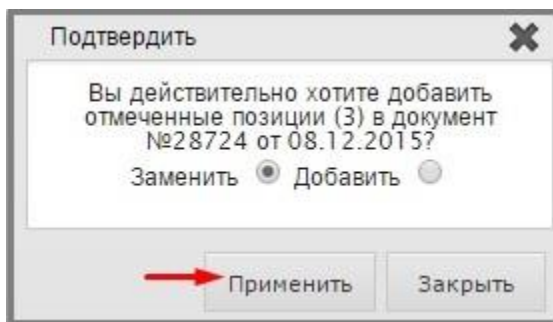 Подтвердить
Вы действительно хотите добавить
отмеченные позиции (3) в документ
№28724 от 08.12.2015?
Заменить Добавить
Применить Закрыть